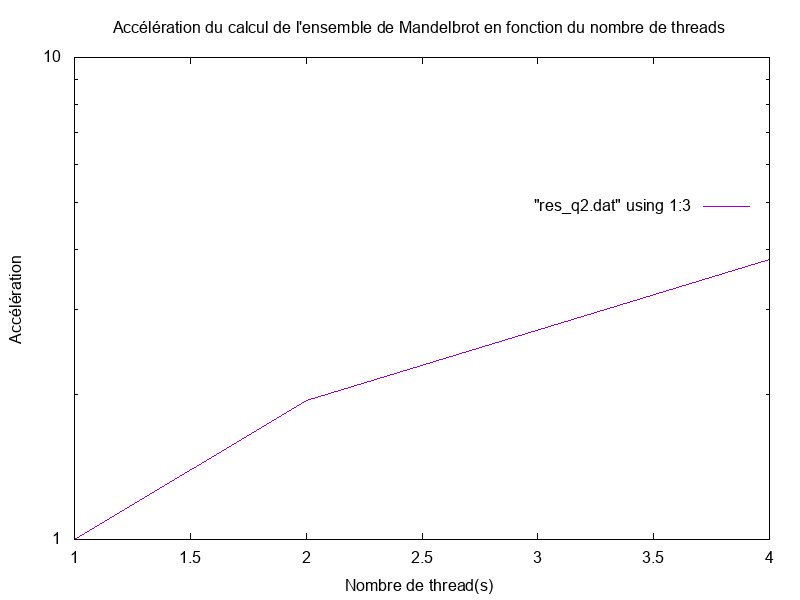 Accélération du calcul de l'ensemble de Mandelbrot en fonction du nombre de threads
10
"res_q2.dat" using 1:3
Accélération
1
1 1.5 2 2.5 3 3.5 4
Nombre de thread(s)